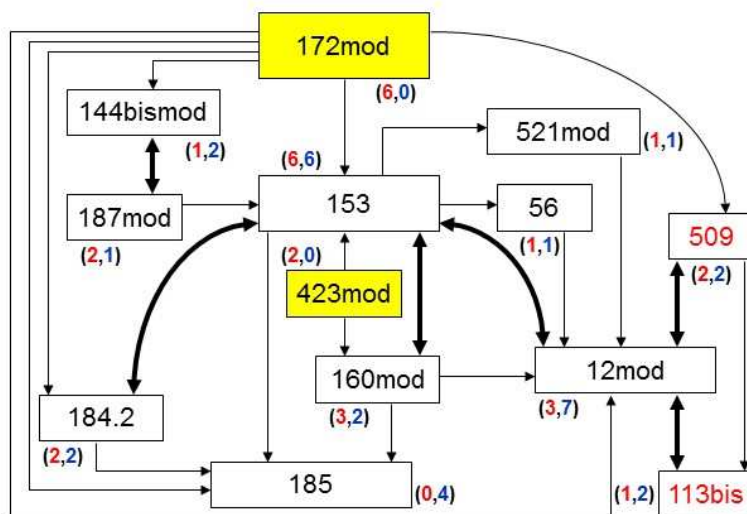 172mod
(6,0)
144bismod
(1,2)
521mod
(1,1)
187mod
(2,1)
(6,6)
153
56
(1,1)
509
(2,2)
(2,0)
423mod
160mod
(3,2)
12mod
(3,7)
184.2
(2,2)
185
(0,4)
(1,2)
113bis